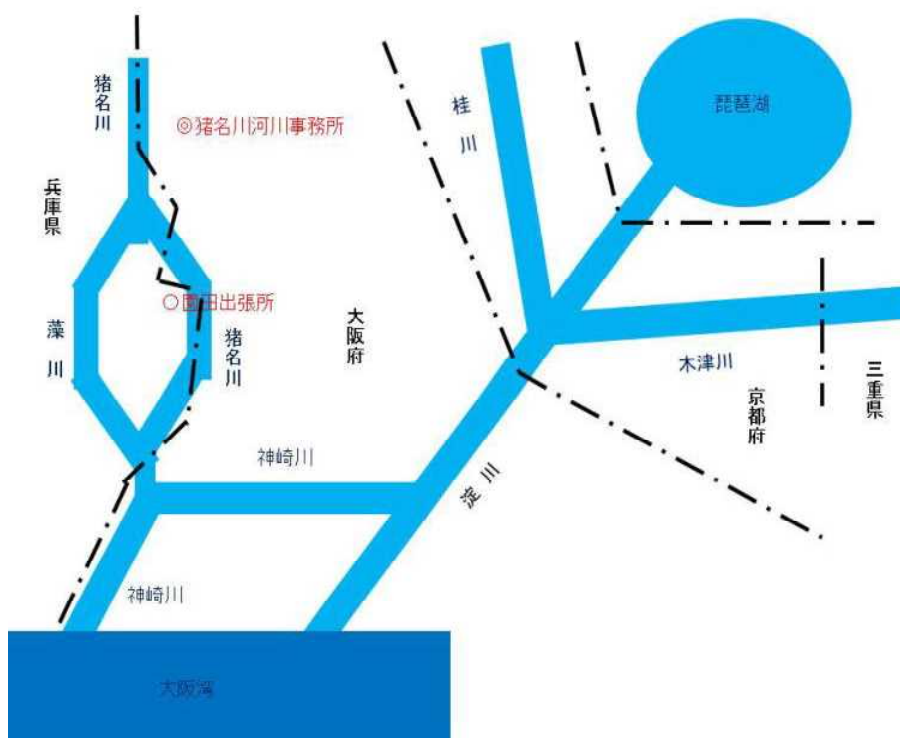 猪名川
◎猪名川河川事務所
桂川
琵琶湖
兵庫県
○園田出張所
藻川
猪名川
大阪府
木津川
三重県
京都府
神崎川
淀川
神崎川
大阪湾